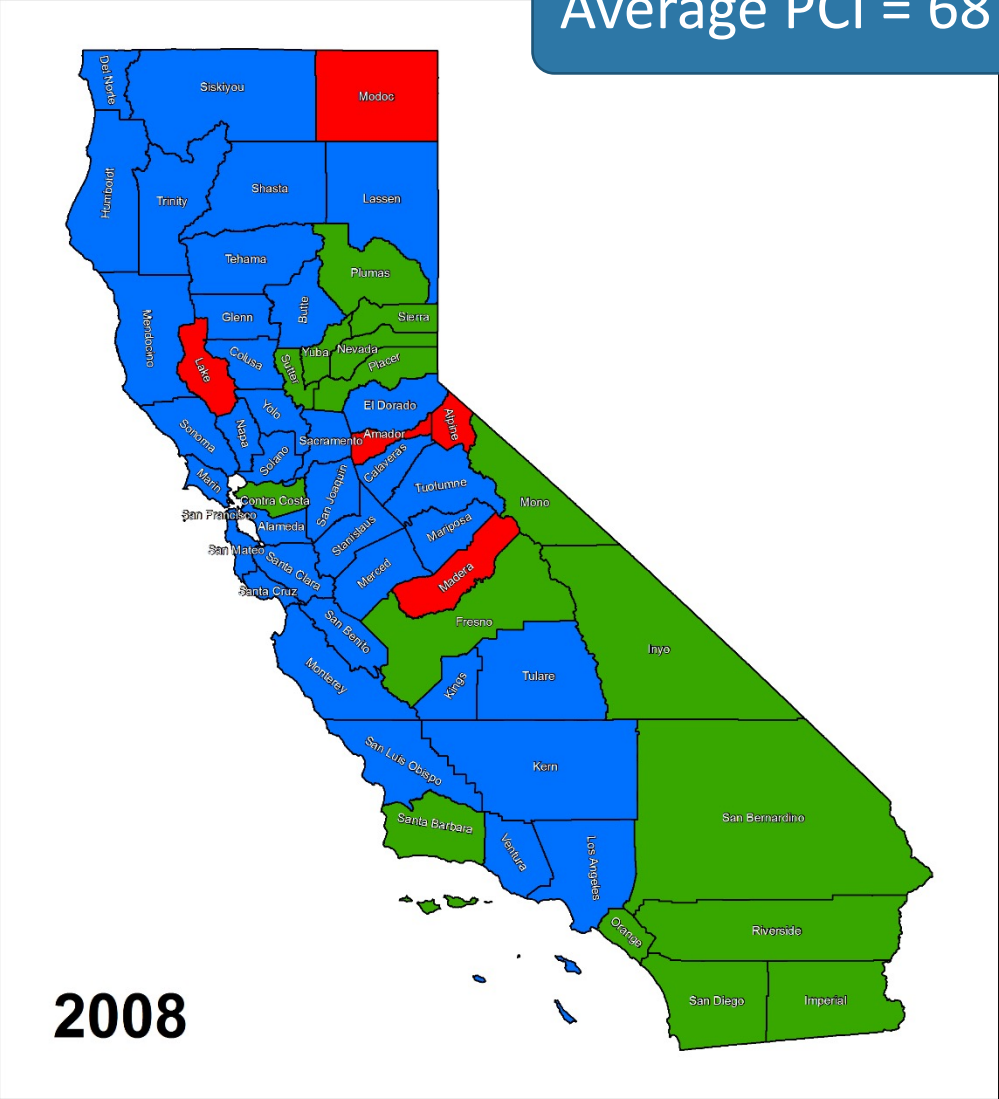 Average PCI = 68
Del Norte
Siskiyou
Modoc
Humboldt
Trinity
Shasta
Lassen
Tehama
Plumas
Mendocino
Glenn
Butte
Sierra
Lake
Colusa
Sutter
Yuba
Nevada
Placer
Yolo
El Dorado
Sonoma
Napa
Solano
Sacramento
Amador
Alpine
Marin
Contra Costa
San Joaquin
Calaveras
Tuolumne
Mono
San Francisco
Alameda
Stanislaus
Mariposa
San Mateo
Santa Clara
Merced
Madera
Santa Cruz
San Benito
Fresno
Inyo
Monterey
Kings
Tulare
San Luis Obispo
Kern
Santa Barbara
Ventura
Los Angeles
San Bernardino
Orange
Riverside
San Diego
Imperial
2008